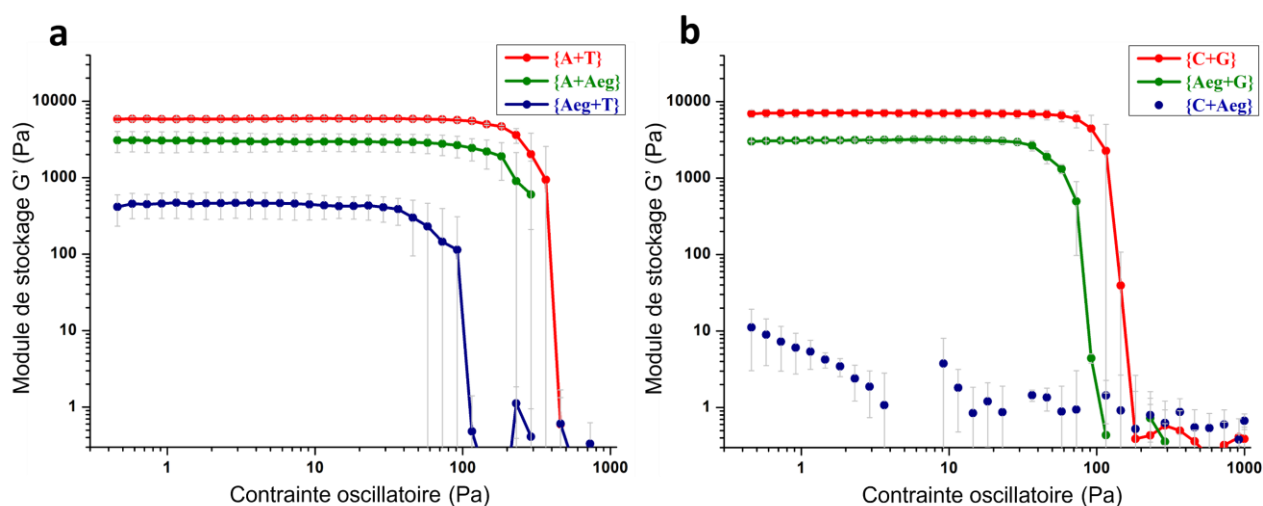 a
{A+T}
{A+Aeg}
{Aeg+T}
10000
1000
100
10
1
Module de stockage G' (Pa)
1
10
100
1000
Contrainte oscillatoire (Pa)
b
{C+G}
{Aeg+G}
{C+Aeg}
10000
1000
100
10
1
Module de stockage G' (Pa)
1
10
100
1000
Contrainte oscillatoire (Pa)